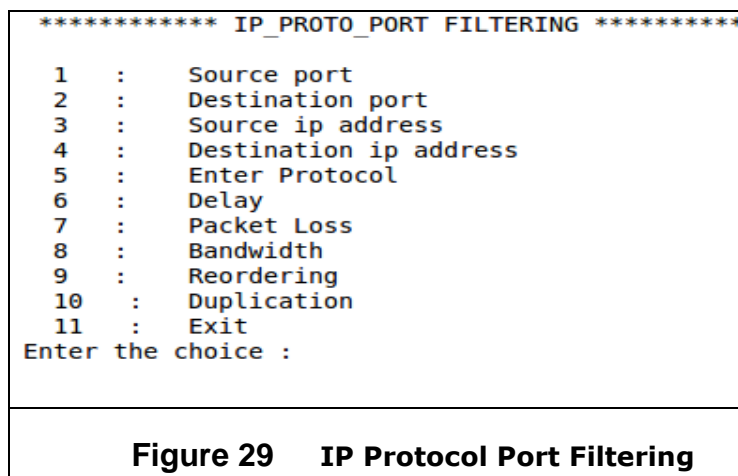 ************ IP_PROTO_PORT FILTERING **********
1 : Source port
2 : Destination port
3 : Source ip address
4 : Destination ip address
5 : Enter Protocol
6 : Delay
7 : Packet Loss
8 : Bandwidth
9 : Reordering
10 : Duplication
11 : Exit
Enter the choice :
Figure 29 IP Protocol Port Filtering